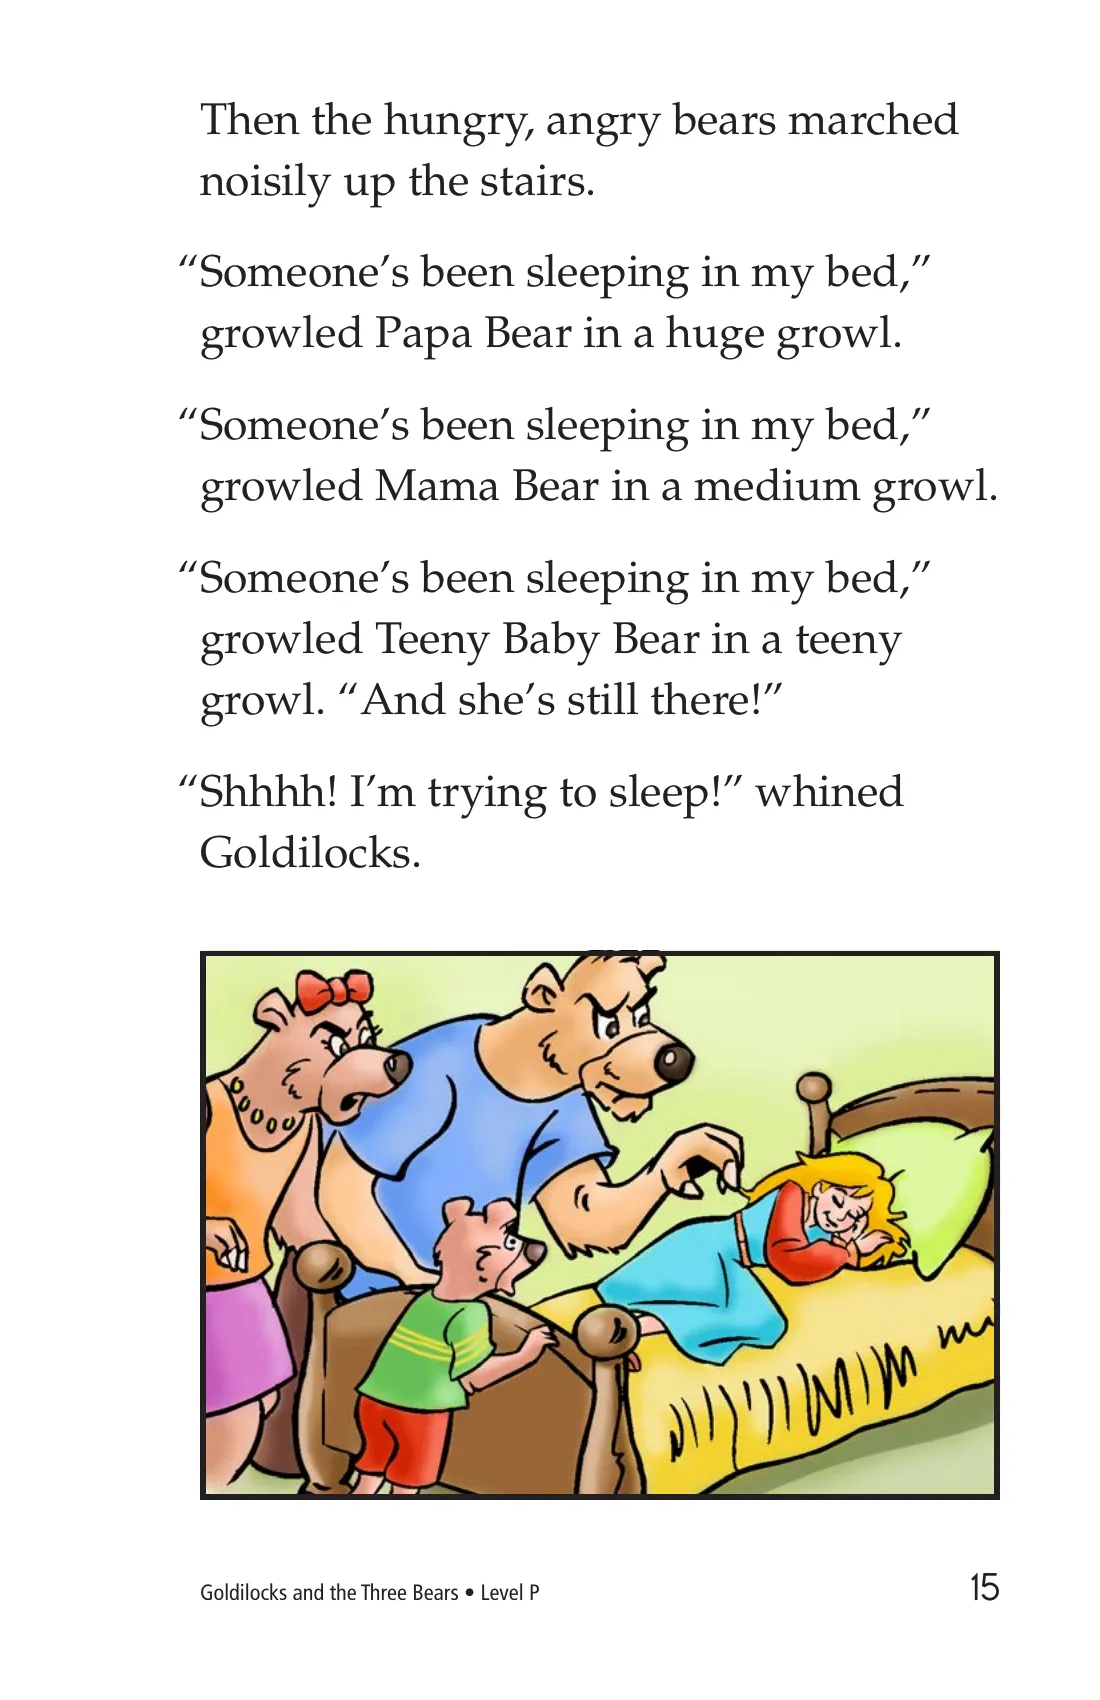 Then the hungry, angry bears marched
noisily up the stairs.
“Someone’s been sleeping in my bed,”
growled Papa Bear in a huge growl.
“Someone’s been sleeping in my bed,”
growled Mama Bear in a medium growl.
“Someone’s been sleeping in my bed,”
growled Teeny Baby Bear in a teeny
growl. “And she’s still there!”
“Shhhh! I’m trying to sleep!” whined
Goldilocks.
Goldilocks and the Three Bears • Level P
15